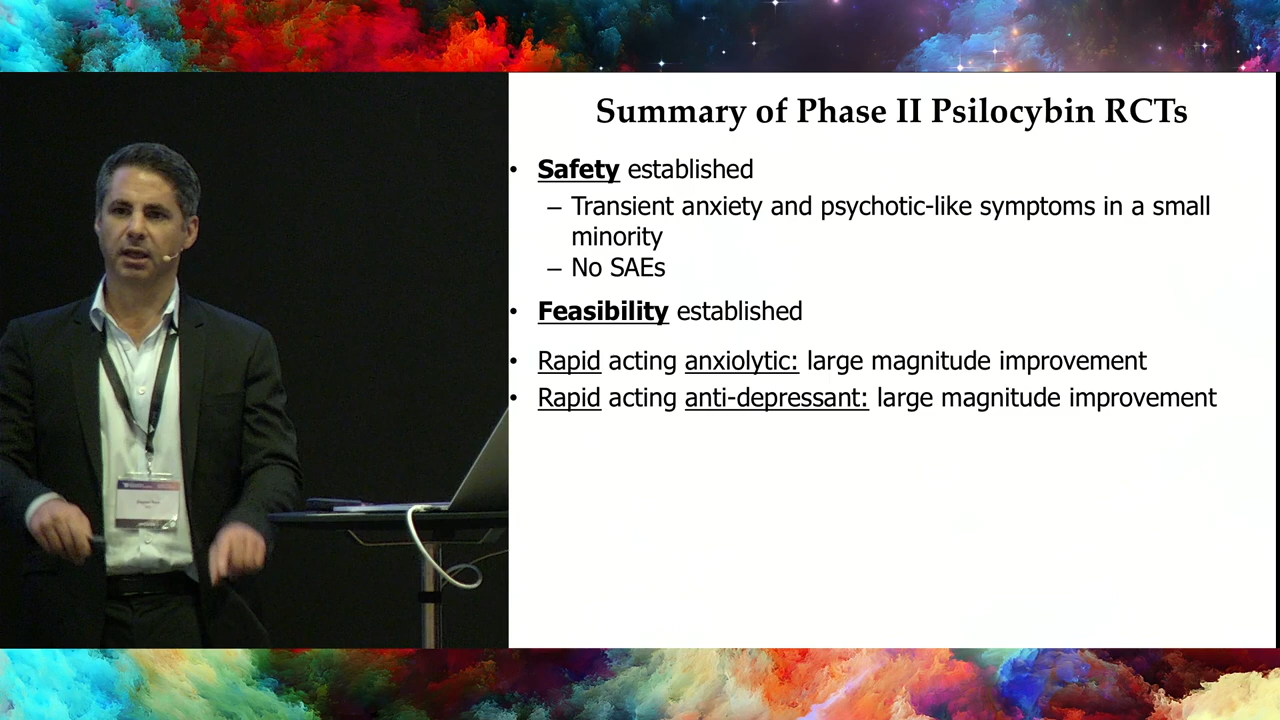 Summary of Phase II Psilocybin RCTs
• Safety established
– Transient anxiety and psychotic-like symptoms in a small
minority
– No SAEs
• Feasibility established
• Rapid acting anxiolytic: large magnitude improvement
• Rapid acting anti-depressant: large magnitude improvement